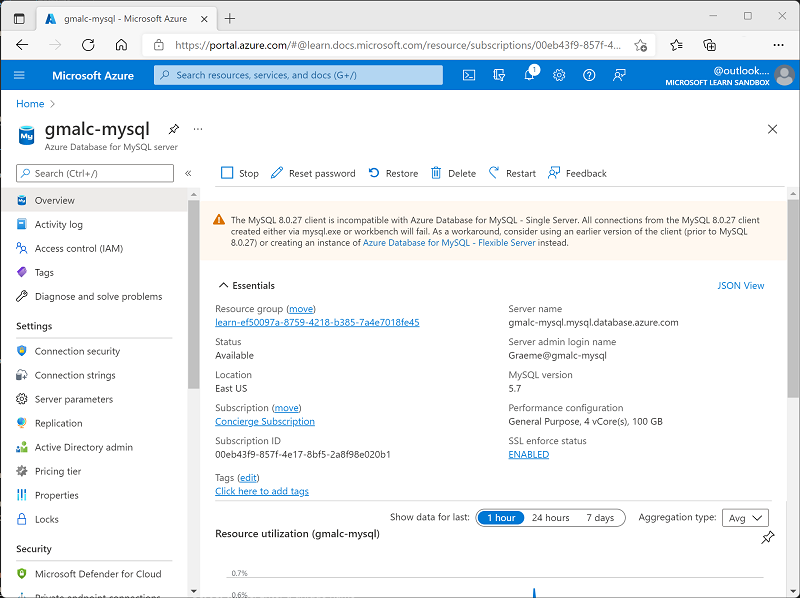 gmalc-mysql - Microsoft Azure
https://portal.azure.com/#@learn.docs.microsoft.com/resource/subscriptions/00eb43f9-857f-4...
Microsoft Azure
Search resources, services, and docs (G+/)
1
@outlook....
MICROSOFT LEARN SANDBOX
Home
My
gmalc-mysql
Azure Database for MySQL server
Search (Ctrl+/)
Overview
Activity log
Access control (IAM)
Tags
Diagnose and solve problems
Settings
Connection security
Connection strings
Server parameters
Replication
Active Directory admin
Pricing tier
Properties
Locks
Security
Microsoft Defender for Cloud
Private endpoint connections
Stop
Reset password
Restore
Delete
Restart
Feedback
The MySQL 8.0.27 client is incompatible with Azure Database for MySQL - Single Server. All connections from the MySQL 8.0.27 client
created either via mysql.exe or workbench will fail. As a workaround, consider using an earlier version of the client (prior to MySQL
8.0.27) or creating an instance of Azure Database for MySQL - Flexible Server instead.
Essentials
JSON View
Resource group (move)
learn-ef50097a-8759-4218-b385-7a4e7018fe45
Status
Available
Location
East US
Subscription (move)
Concierge Subscription
Subscription ID
00eb43f9-857f-4e17-8bf5-2a8f98e020b1
Tags (edit)
Click here to add tags
Server name
gmalc-mysql.mysql.database.azure.com
Server admin login name
Graeme@gmalc-mysql
MySQL version
5.7
Performance configuration
General Purpose, 4 vCore(s), 100 GB
SSL enforce status
ENABLED
Show data for last:
1 hour
24 hours
7 days
Aggregation type:
Avg
Resource utilization (gmalc-mysql)
0.7%
0.6%